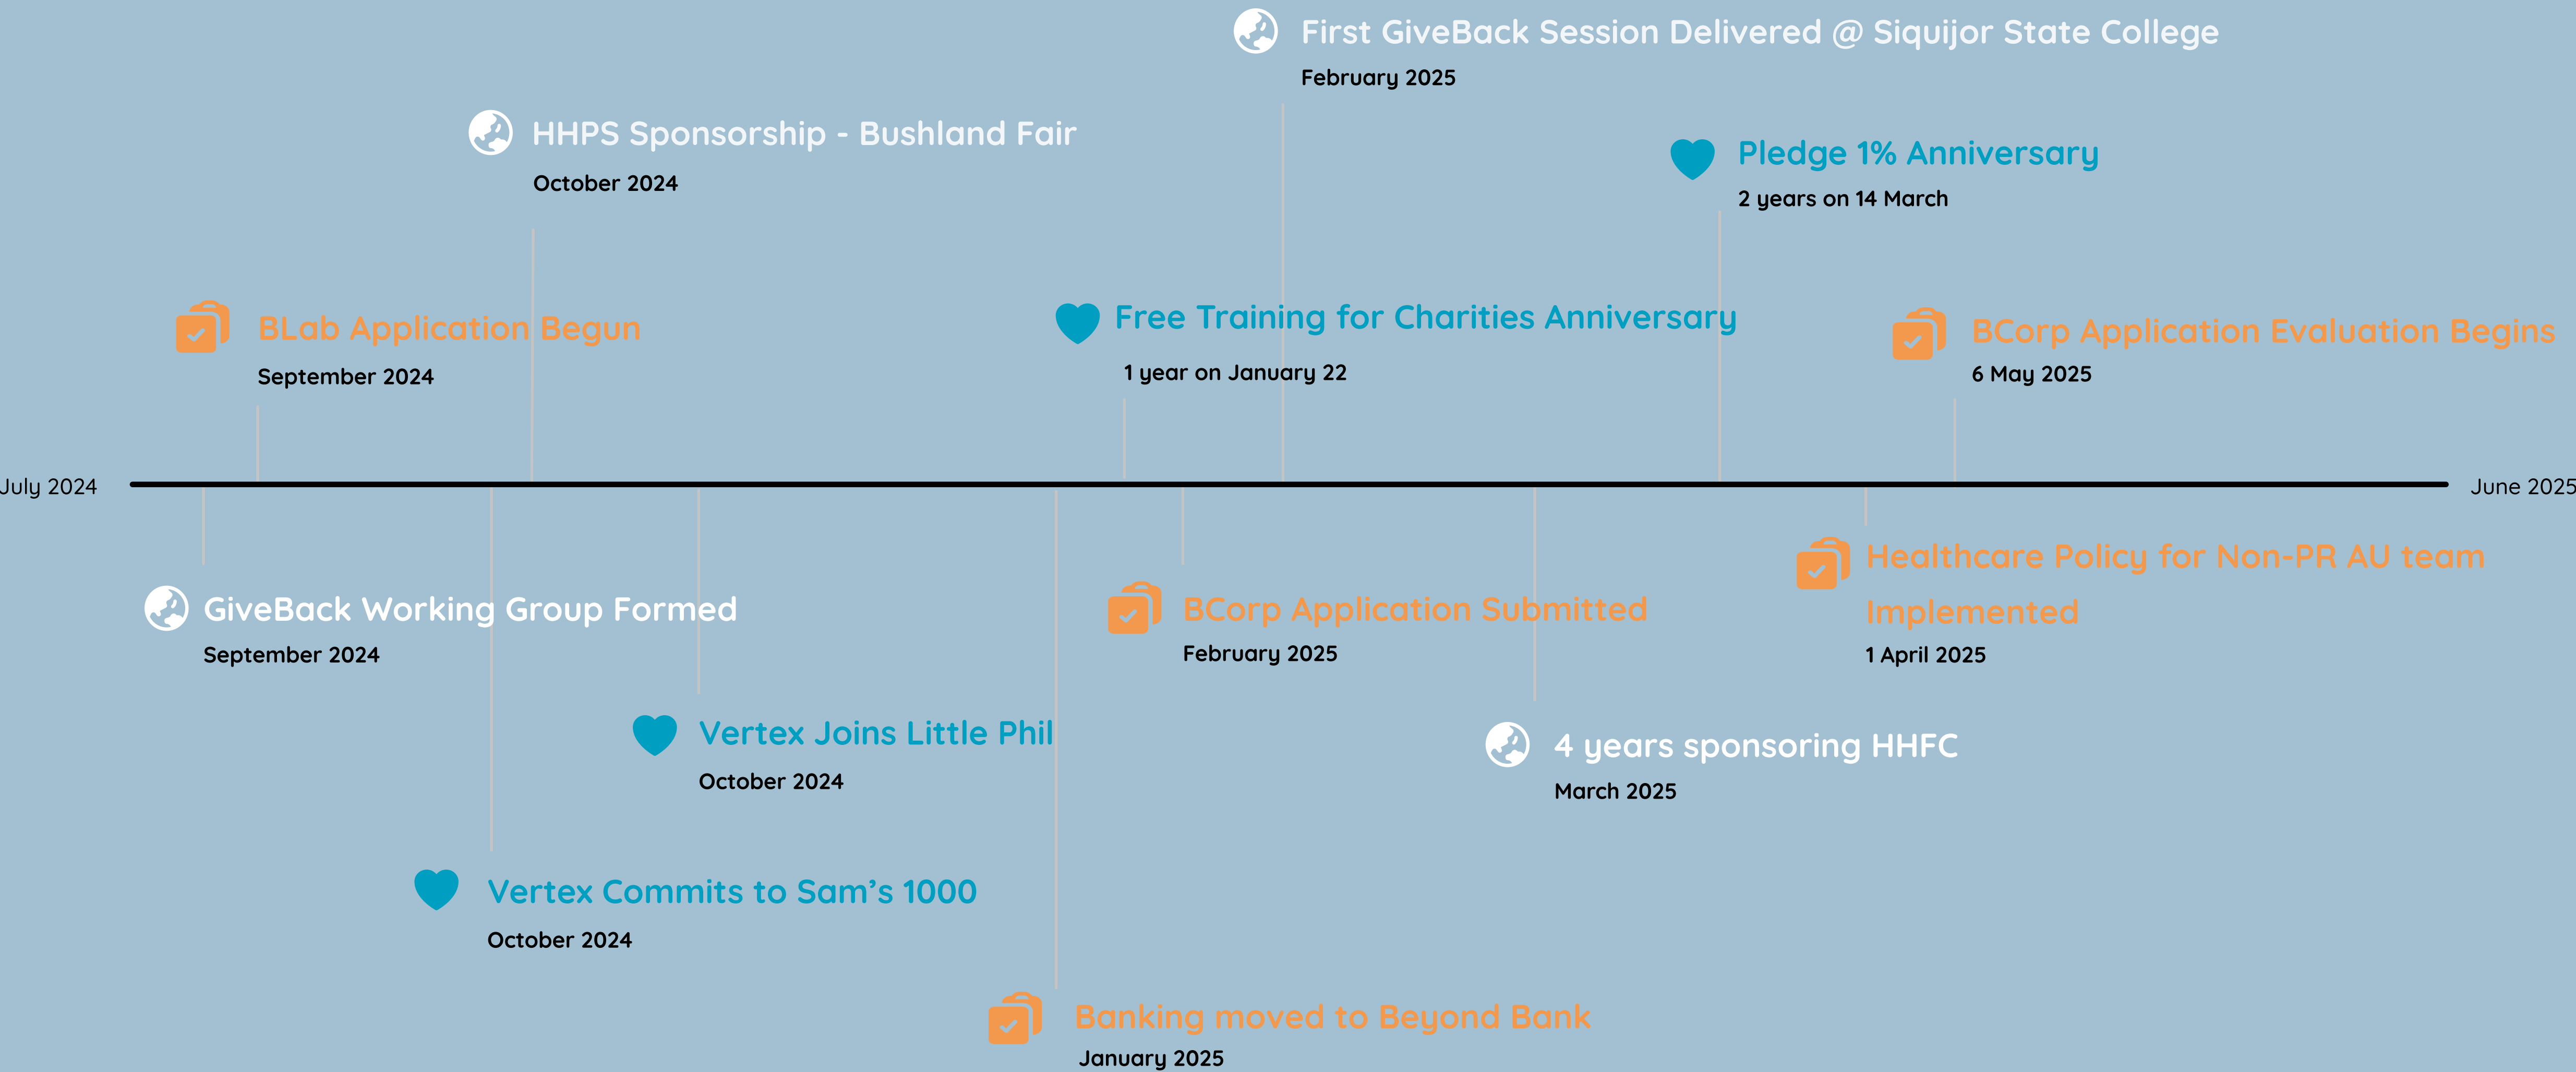 First GiveBack Session Delivered @ Siquijor State College
February 2025
HHPS Sponsorship - Bushland Fair
October 2024
Pledge 1% Anniversary
2 years on 14 March
BLab Application Begun
September 2024
Free Training for Charities Anniversary
1 year on January 22
BCorp Application Evaluation Begins
6 May 2025
July 2024
June 2025
GiveBack Working Group Formed
September 2024
BCorp Application Submitted
February 2025
Healthcare Policy for Non-PR AU team
Implemented
1 April 2025
Vertex Joins Little Phil
October 2024
4 years sponsoring HHFC
March 2025
Vertex Commits to Sam’s 1000
October 2024
Banking moved to Beyond Bank
January 2025